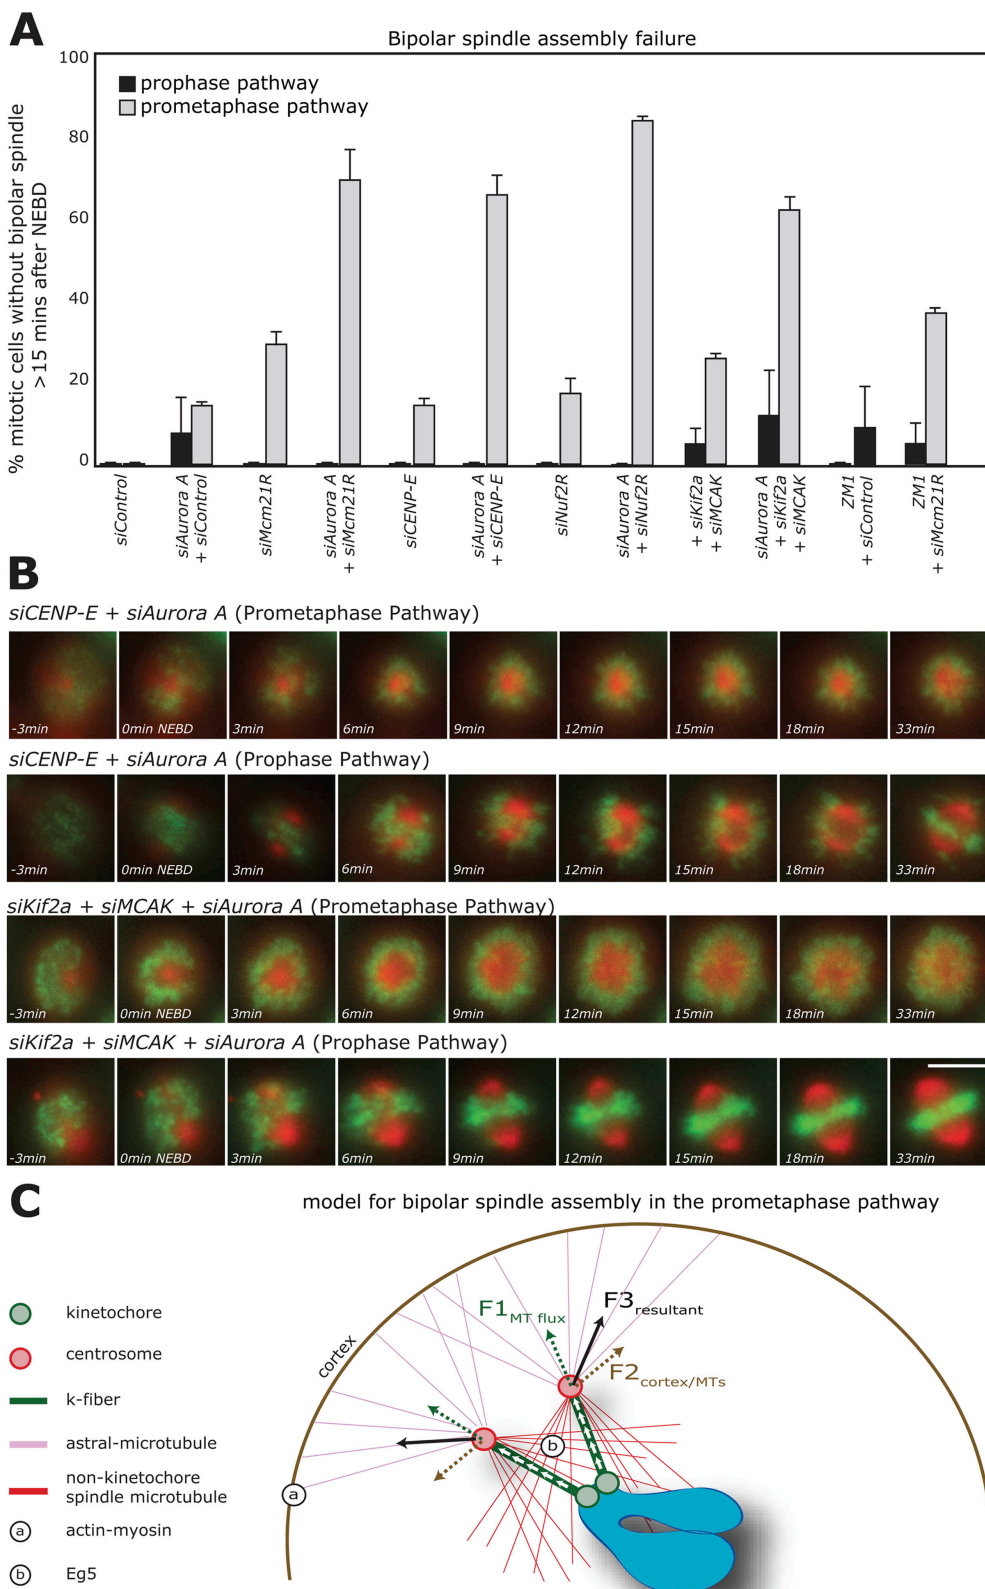 A
Bipolar spindle assembly failure
% mitotic cells without bipolar spindle
>15 mins after NEBD
100
80
60
40
20
0
prophase pathway
prometaphase pathway
siControl
siAurora A
+ siControl
siMcm21R
siAurora A
+ siMcm21R
siCENP-E
siAurora A
+ siCENP-E
siNuf2R
siAurora A
+ siNuf2R
+ siKif2a
+ siMCAK
siAurora A
+ siKif2a
+ siMCAK
ZM1
+ siControl
ZM1
+ siMcm21R
B
siCENP-E + siAurora A (Prometaphase Pathway)
-3min 0min NEBD 3min 6min 9min 12min 15min 18min 33min
siCENP-E + siAurora A (Prophase Pathway)
-3min 0min NEBD 3min 6min 9min 12min 15min 18min 33min
siKif2a + siMCAK + siAurora A (Prometaphase Pathway)
-3min 0min NEBD 3min 6min 9min 12min 15min 18min 33min
siKif2a + siMCAK + siAurora A (Prophase Pathway)
-3min 0min NEBD 3min 6min 9min 12min 15min 18min 33min
C
model for bipolar spindle assembly in the prometaphase pathway
kinetochore
centrosome
k-fiber
astral-microtubule
non-kinetochore
spindle microtubule
a actin-myosin
b Eg5
cortex
F1 MT flux
F3 resultant
F2 cortex/MTs
b
a